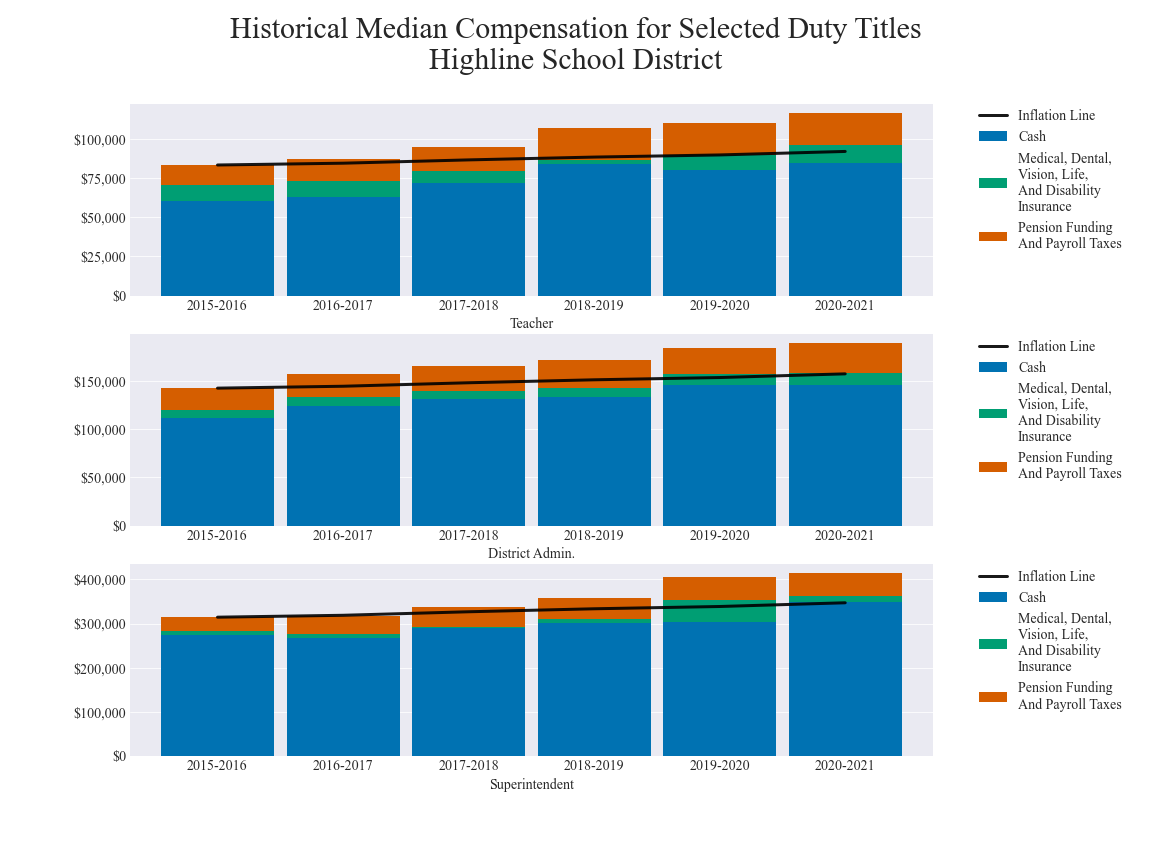 Historical Median Compensation for Selected Duty Titles
Highline School District
$100,000
$75,000
$50,000
$25,000
$0
2015-2016 2016-2017 2017-2018 2018-2019 2019-2020 2020-2021
Teacher
Inflation Line
Cash
Medical, Dental,
Vision, Life,
And Disability
Insurance
Pension Funding
And Payroll Taxes
$150,000
$100,000
$50,000
$0
2015-2016 2016-2017 2017-2018 2018-2019 2019-2020 2020-2021
District Admin.
Inflation Line
Cash
Medical, Dental,
Vision, Life,
And Disability
Insurance
Pension Funding
And Payroll Taxes
$400,000
$300,000
$200,000
$100,000
$0
2015-2016 2016-2017 2017-2018 2018-2019 2019-2020 2020-2021
Superintendent
Inflation Line
Cash
Medical, Dental,
Vision, Life,
And Disability
Insurance
Pension Funding
And Payroll Taxes